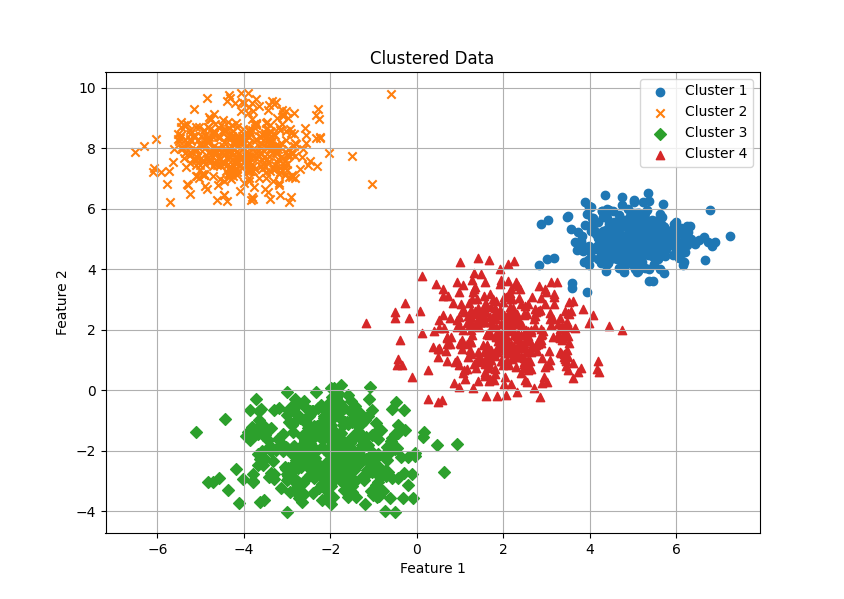 Clustered Data
Cluster 1
Cluster 2
Cluster 3
Cluster 4
10
8
6
4
2
0
−2
−4
Feature 2
−6
−4
−2
0
2
4
6
Feature 1